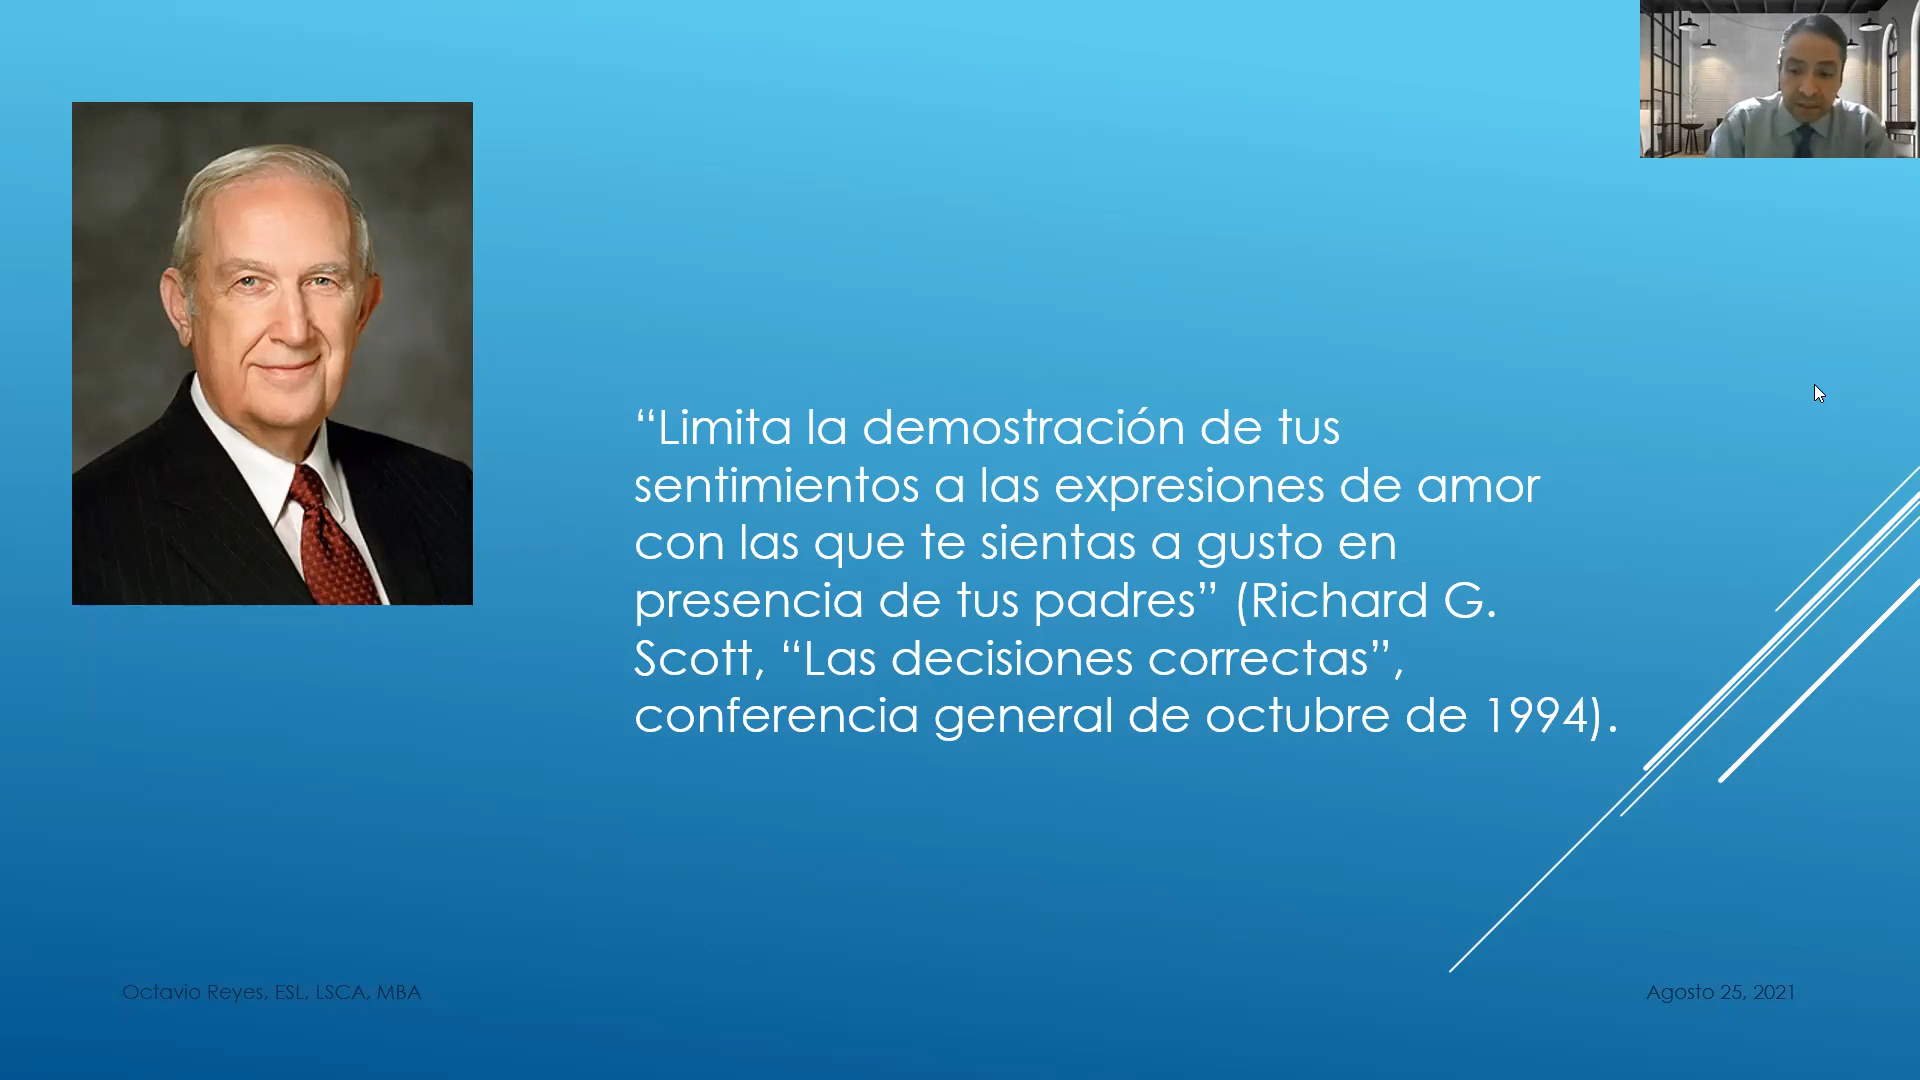 “Limita la demostración de tus
sentimientos a las expresiones de amor
con las que te sientas a gusto en
presencia de tus padres” (Richard G.
Scott, “Las decisiones correctas”,
conferencia general de octubre de 1994).
Octavio Reyes, ESL, LSCA, MBA
Agosto 25, 2021